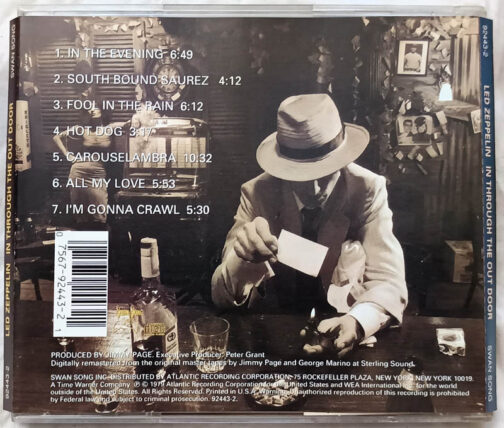 1. IN THE EVENING 6:49
2. SOUTH BOUND SAUREZ 4:12
3. FOOL IN THE RAIN 6:12
4. HOT DOG 3:17
5. CAROUSELAMBRA 10:32
6. ALL MY LOVE 5:53
7. I'M GONNA CRAWL 5:30
0 7567-92443-2 1
PRODUCED BY JIMMY PAGE. Executive Producer: Peter Grant
Digitally remastered from the original master tapes by Jimmy Page and George Marino at Sterling Sound.
SWAN SONG INC. DISTRIBUTED BY ATLANTIC RECORDING CORPORATION 75 ROCKEFELLER PLAZA, NEW YORK, NEW YORK 10019.
A Time Warner Company ℗ © 1979 Atlantic Recording Corporation for the United States and WEA International Inc. for the world
outside of the United States. All Rights Reserved. Printed in U.S.A. Warning: Unauthorized reproduction of this recording is prohibited
by Federal law and subject to criminal prosecution. 92443-2.
92443-2 LED ZEPPELIN IN THROUGH THE OUT DOOR SWAN SONG
92443-2 LED ZEPPELIN IN THROUGH THE OUT DOOR SWAN SONG